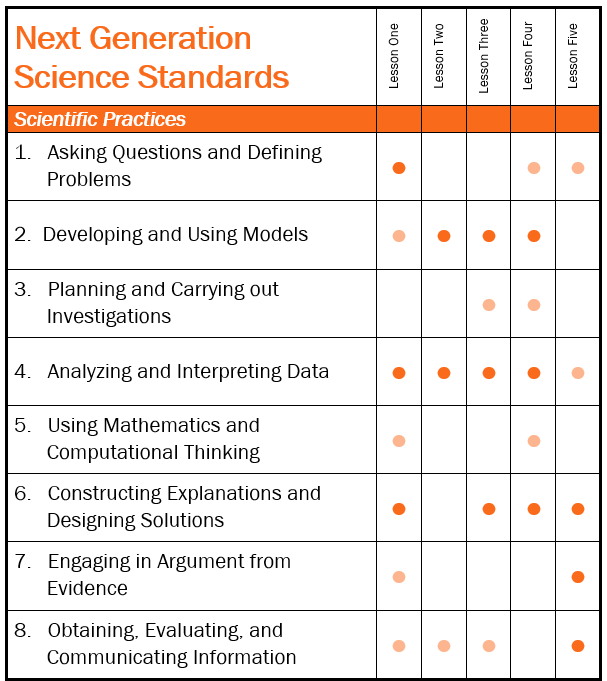 Next Generation
Science Standards
Lesson One
Lesson Two
Lesson Three
Lesson Four
Lesson Five
Scientific Practices
1. Asking Questions and Defining
Problems
2. Developing and Using Models
3. Planning and Carrying out
Investigations
4. Analyzing and Interpreting Data
5. Using Mathematics and
Computational Thinking
6. Constructing Explanations and
Designing Solutions
7. Engaging in Argument from
Evidence
8. Obtaining, Evaluating, and
Communicating Information